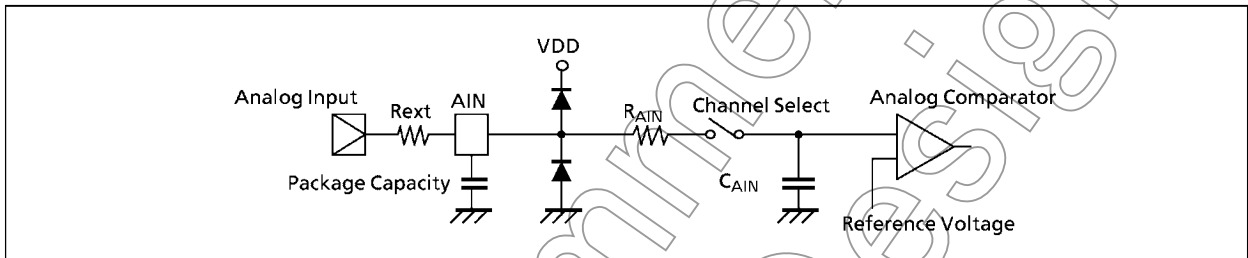 VDD
Analog Input
Rext
AIN
RAIN
Channel Select
Analog Comparator
Package Capacity
CAIN
Reference Voltage